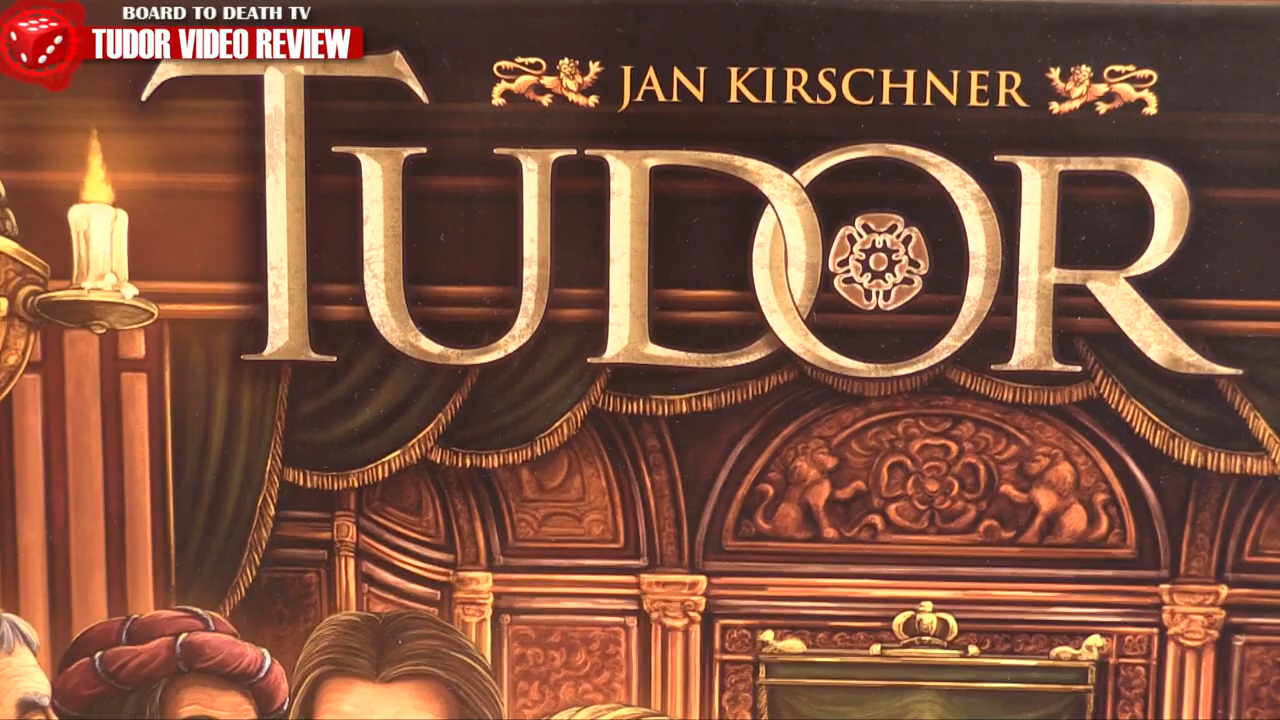 BOARD TO DEATH TV
TUDOR VIDEO REVIEW
JAN KIRSCHNER
TUDOR